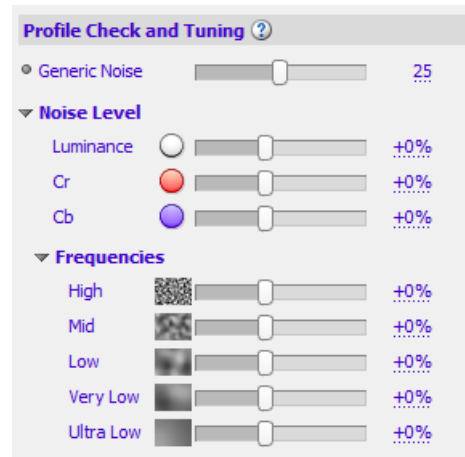 Profile Check and Tuning ?
Generic Noise 25
Noise Level
Luminance +0%
Cr +0%
Cb +0%
Frequencies
High +0%
Mid +0%
Low +0%
Very Low +0%
Ultra Low +0%